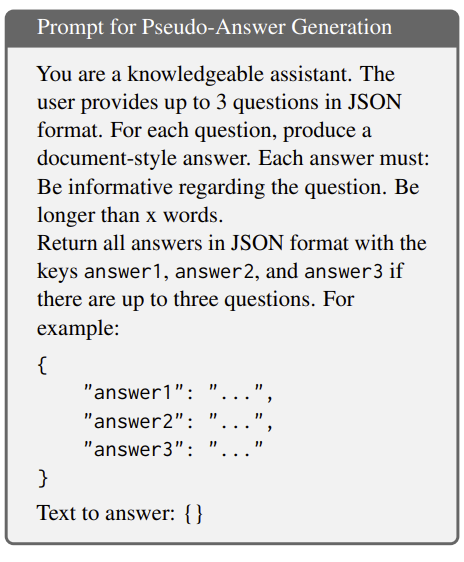 Prompt for Pseudo-Answer Generation
You are a knowledgeable assistant. The
user provides up to 3 questions in JSON
format. For each question, produce a
document-style answer. Each answer must:
Be informative regarding the question. Be
longer than x words.
Return all answers in JSON format with the
keys answer1, answer2, and answer3 if
there are up to three questions. For
example:
{
    "answer1": "...",
    "answer2": "...",
    "answer3": "..."
}
Text to answer: {}